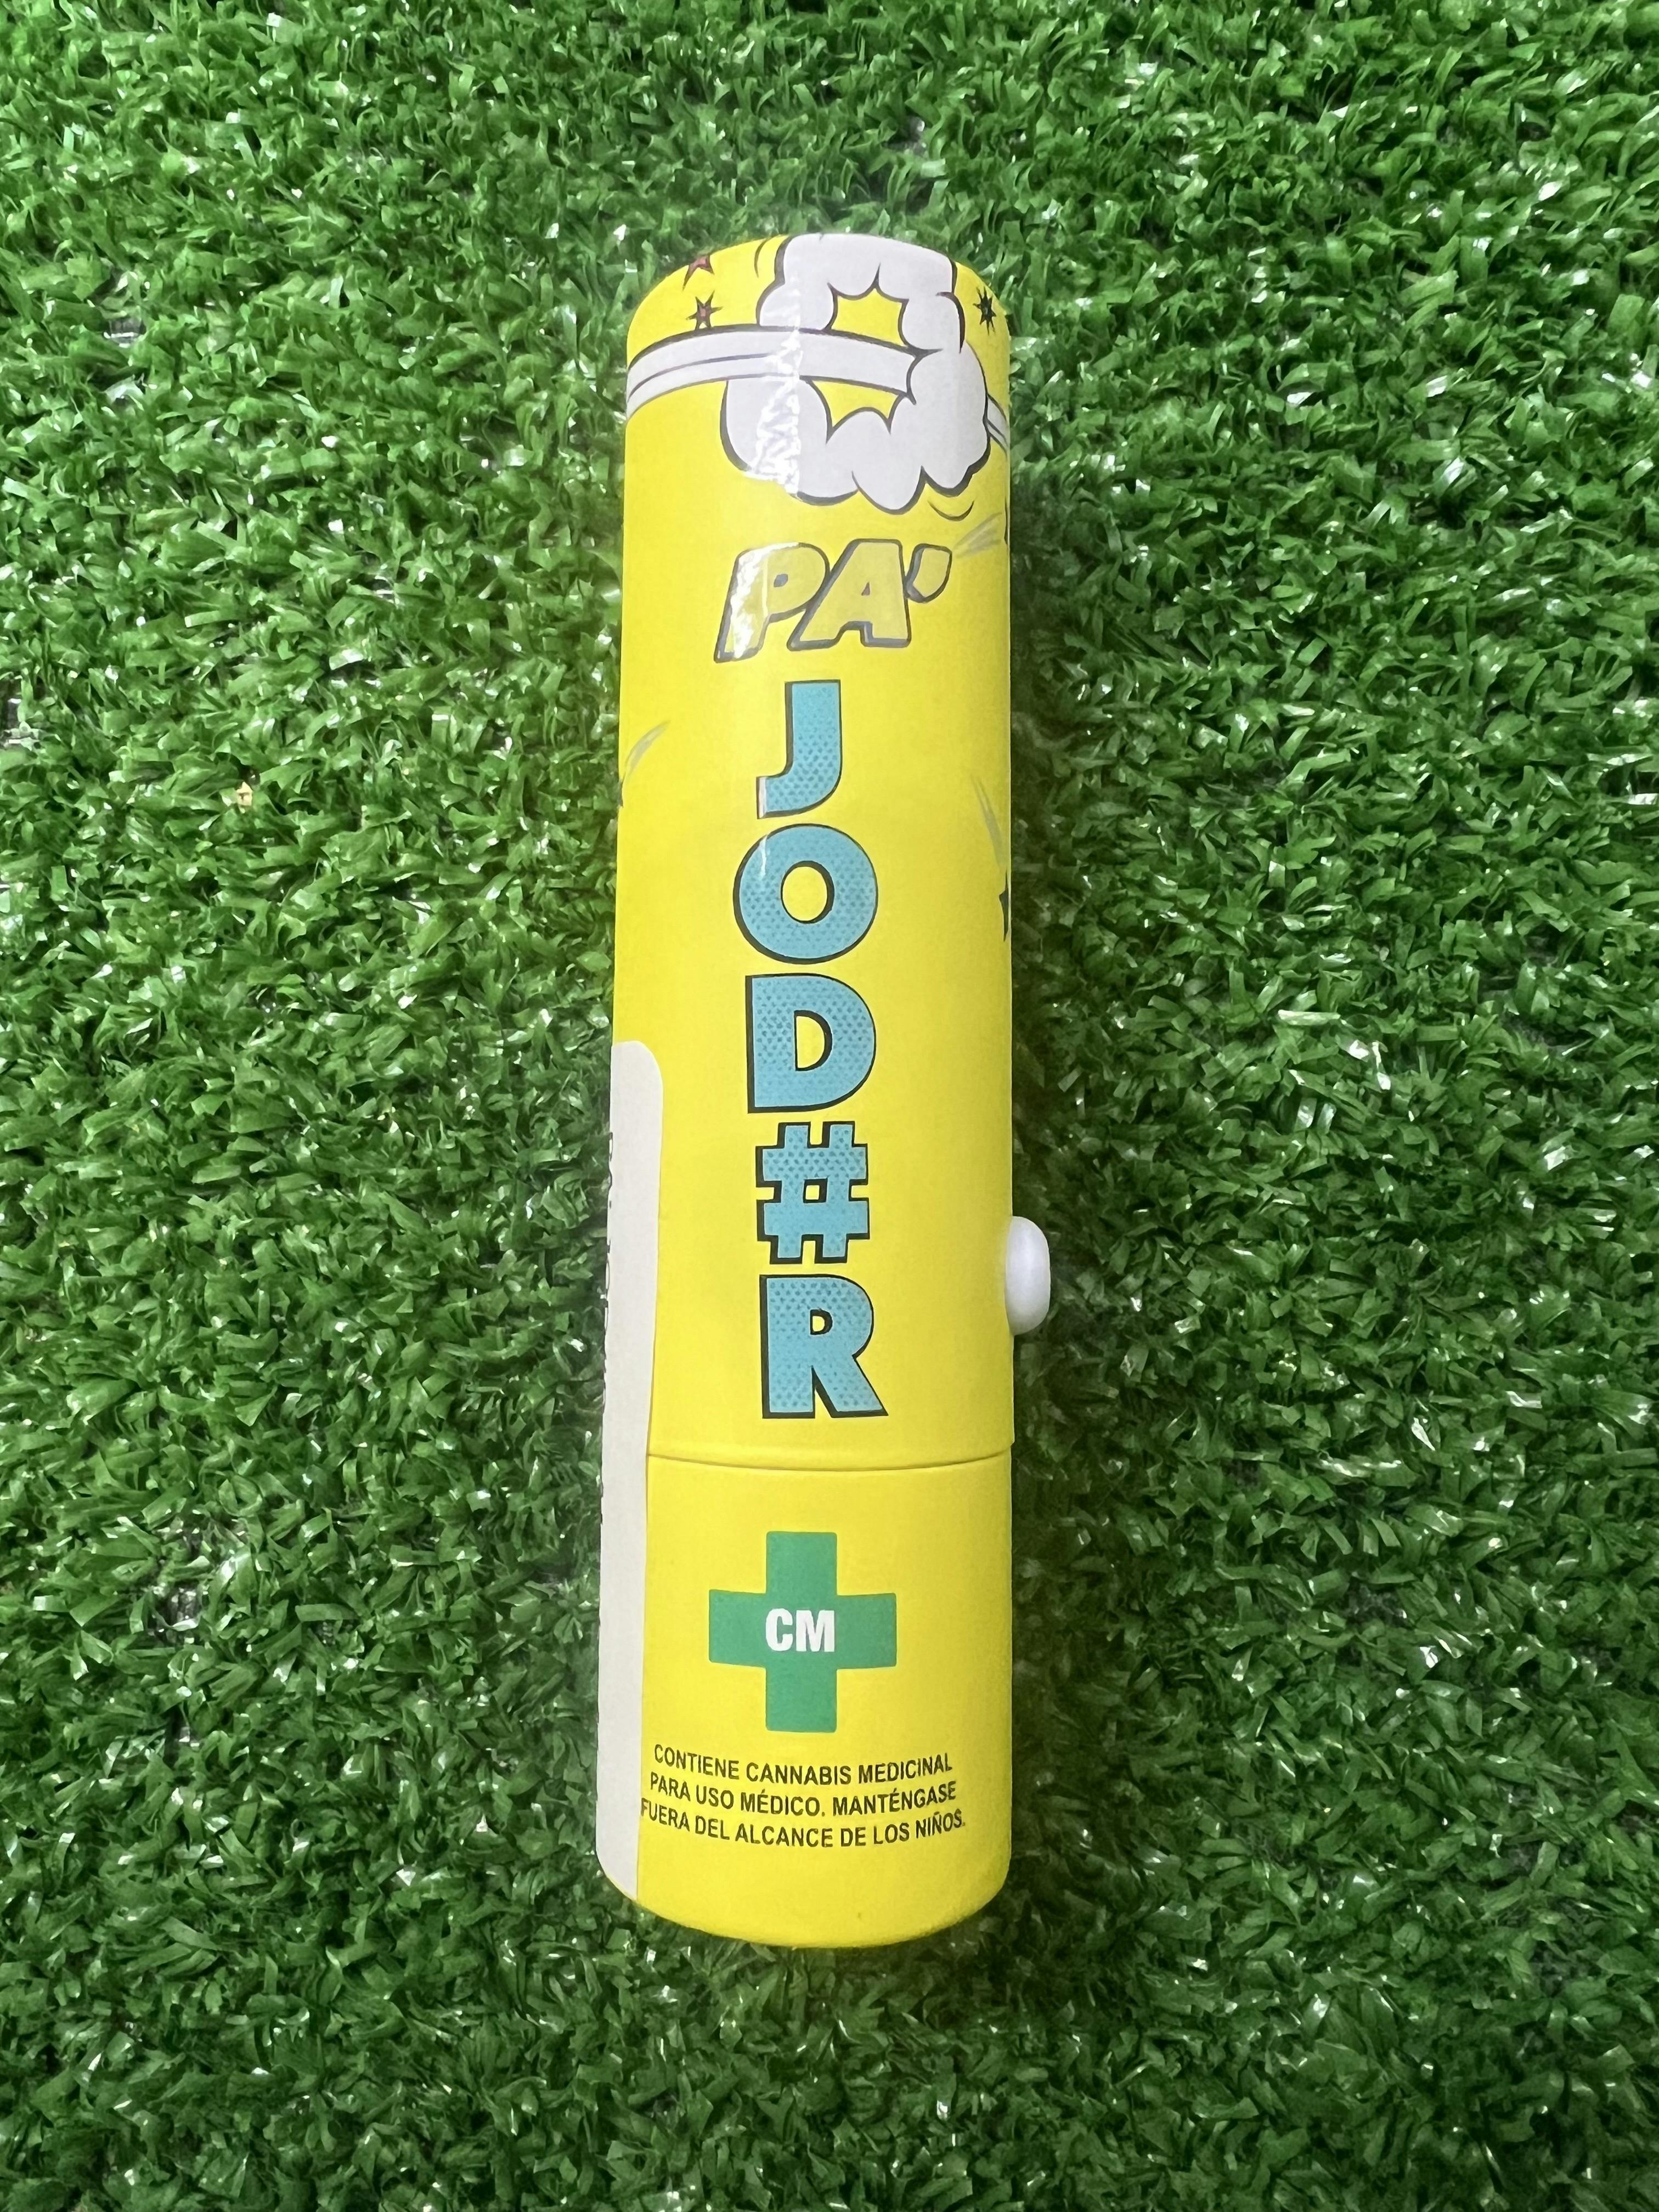 PA'
JOD#R
CM
CONTIENE CANNABIS MEDICINAL
PARA USO MÉDICO. MANTÉNGASE
FUERA DEL ALCANCE DE LOS NIÑOS.